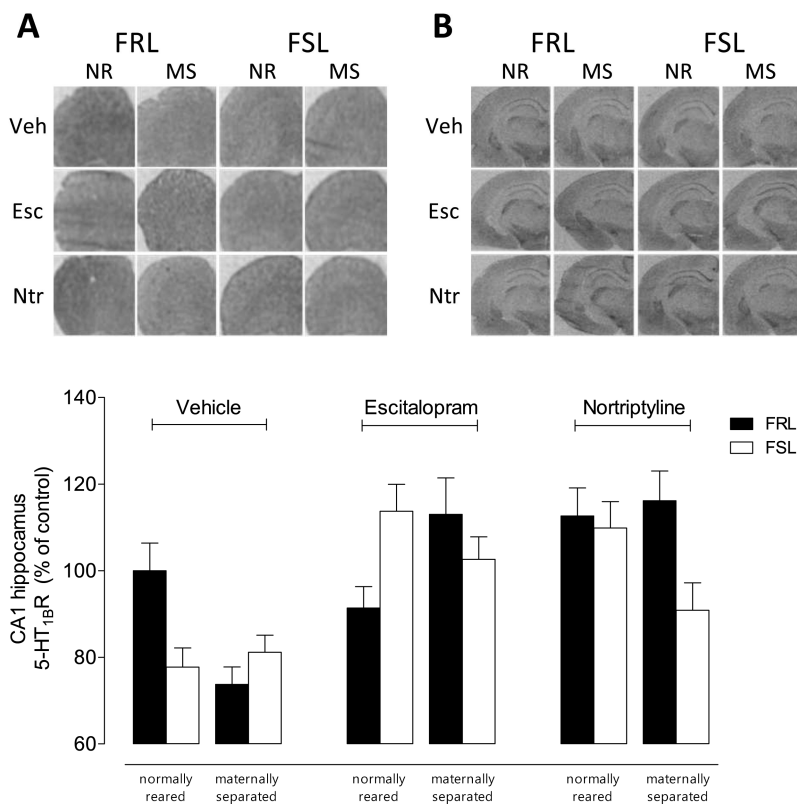 A
FRL FSL
NR MS NR MS
Veh
Esc
Ntr
B
FRL FSL
NR MS NR MS
Veh
Esc
Ntr
CA1 hippocampus
5-HT1BR (% of control)
140
120
100
80
60
Vehicle
Escitalopram
Nortriptyline
FRL
FSL
normally
reared
maternally
separated
normally
reared
maternally
separated
normally
reared
maternally
separated